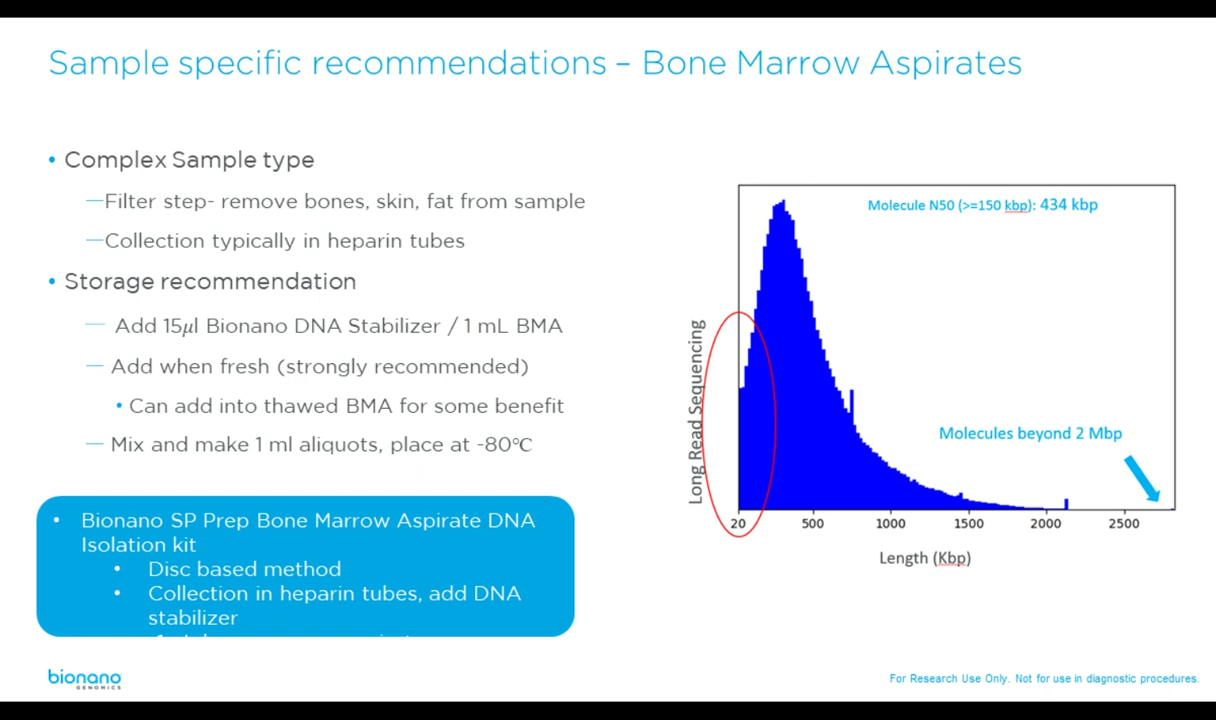 Sample specific recommendations – Bone Marrow Aspirates
• Complex Sample type
—Filter step- remove bones, skin, fat from sample
—Collection typically in heparin tubes
• Storage recommendation
— Add 15μl Bionano DNA Stabilizer / 1 mL BMA
— Add when fresh (strongly recommended)
• Can add into thawed BMA for some benefit
— Mix and make 1 ml aliquots, place at -80℃
• Bionano SP Prep Bone Marrow Aspirate DNA
Isolation kit
• Disc based method
• Collection in heparin tubes, add DNA
stabilizer
Molecule N50 (>=150 kbp): 434 kbp
Long Read Sequencing
Molecules beyond 2 Mbp
20 500 1000 1500 2000 2500
Length (Kbp)
bionano
GENOMICS
For Research Use Only. Not for use in diagnostic procedures.